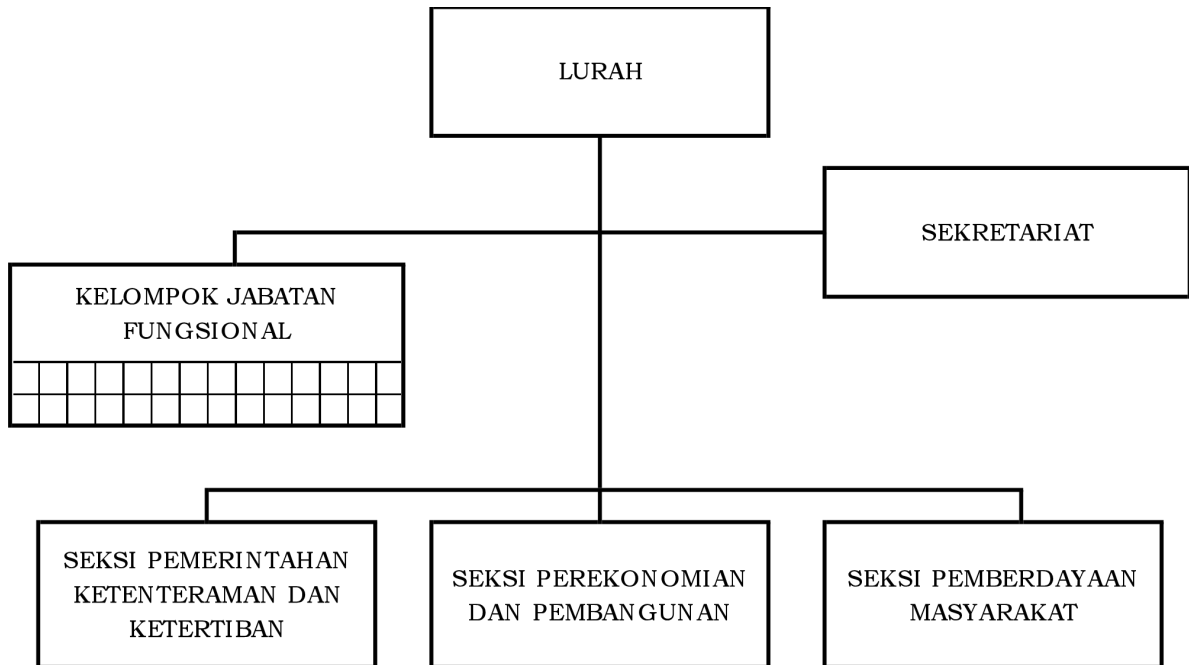 LURAH
SEKRETARIAT
KELOMPOK JABATAN
FUNGSIONAL
SEKSI PEMERINTAHAN
KETENTERAMAN DAN
KETERTIBAN
SEKSI PEREKONOMIAN
DAN PEMBANGUNAN
SEKSI PEMBERDAYAAN
MASYARAKAT